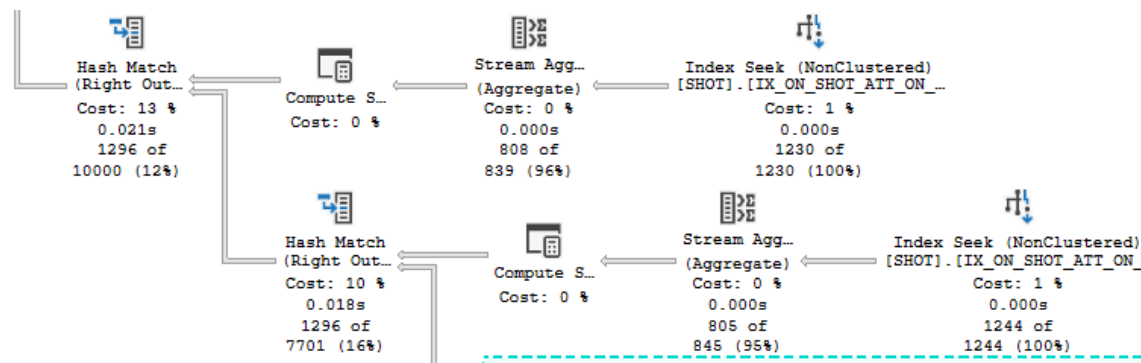 Hash Match
(Right Out...
Cost: 13 %
0.021s
1296 of
10000 (12%)
Compute S...
Cost: 0 %
Stream Agg...
(Aggregate)
Cost: 0 %
0.000s
808 of
839 (96%)
Index Seek (NonClustered)
[SHOT].[IX_ON_SHOT_ATT_ON_...
Cost: 1 %
0.000s
1230 of
1230 (100%)
Hash Match
(Right Out...
Cost: 10 %
0.018s
1296 of
7701 (16%)
Compute S...
Cost: 0 %
Stream Agg...
(Aggregate)
Cost: 0 %
0.000s
805 of
845 (95%)
Index Seek (NonClustered)
[SHOT].[IX_ON_SHOT_ATT_ON_
Cost: 1 %
0.000s
1244 of
1244 (100%)